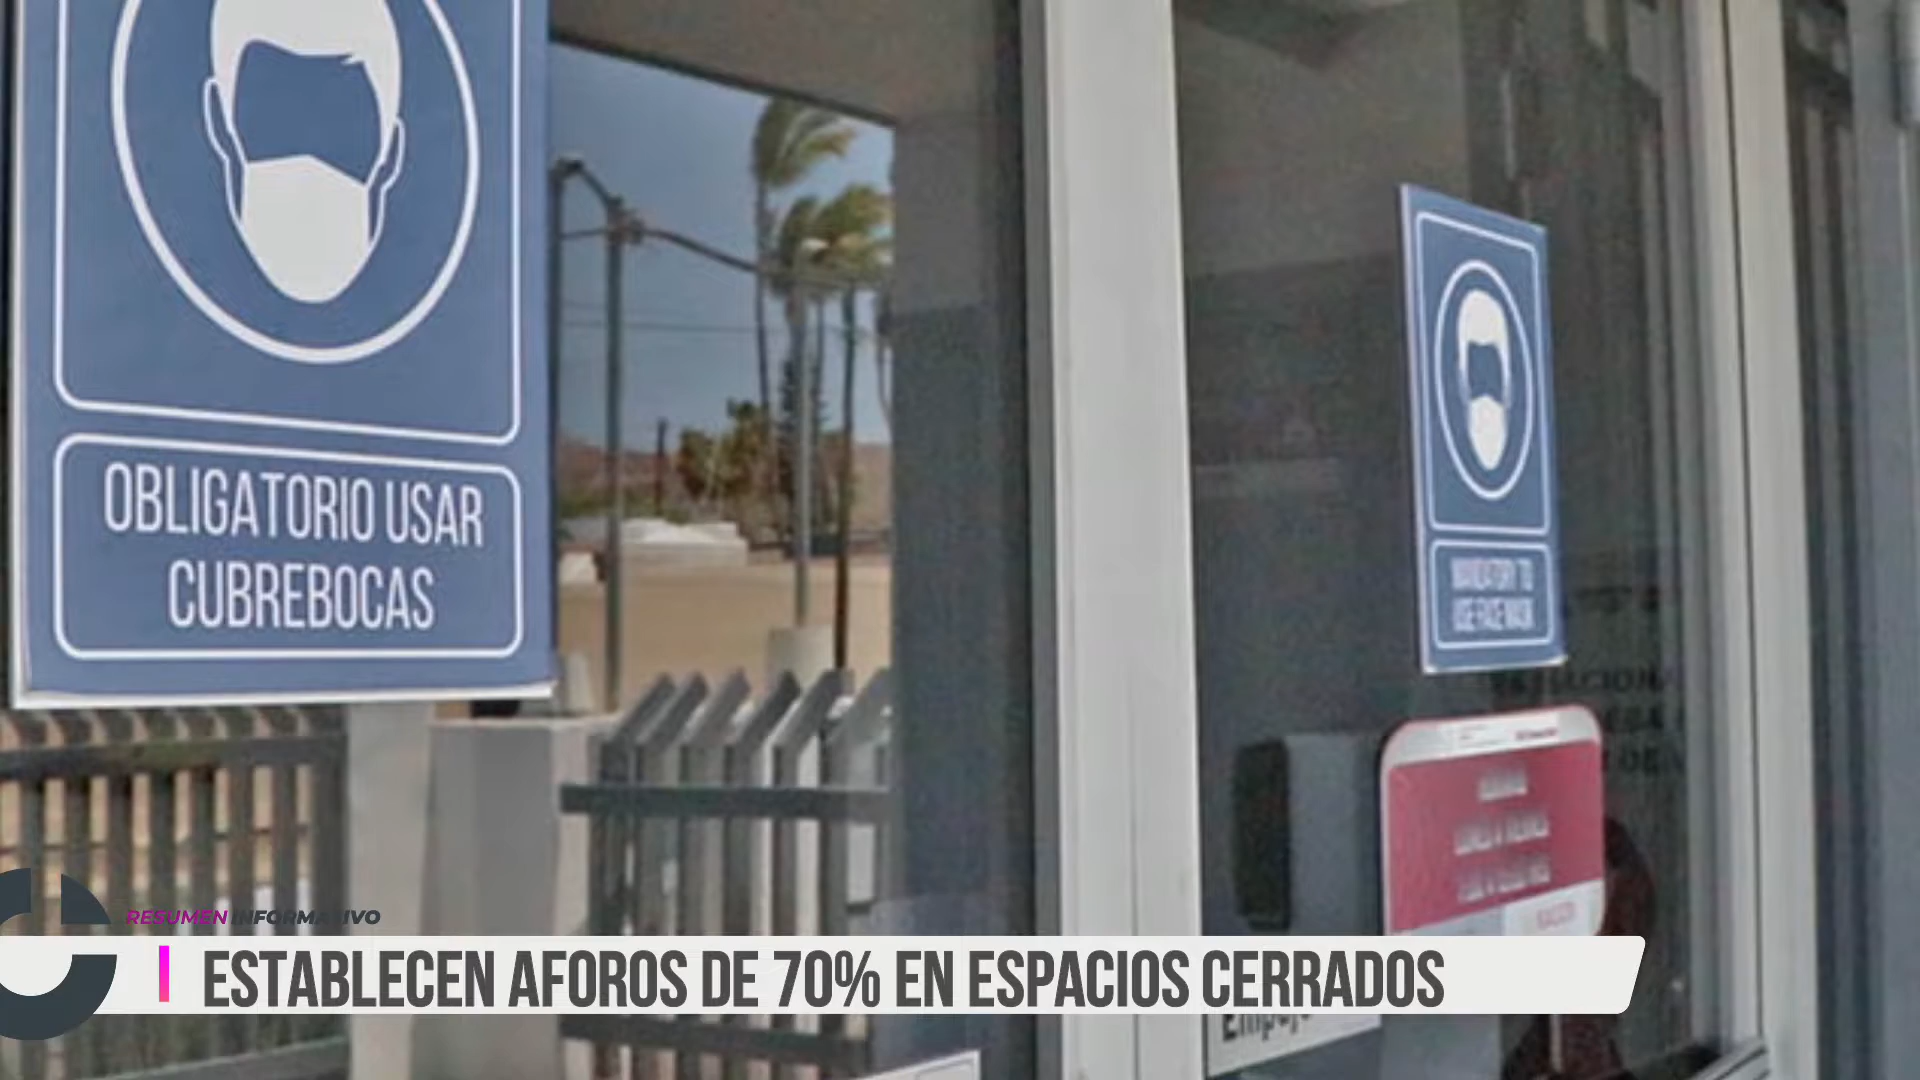 OBLIGATORIO USAR
CUBREBOCAS
MANDATORY TO
USE FACE MASK
RESUMEN INFORMATIVO
ESTABLECEN AFOROS DE 70% EN ESPACIOS CERRADOS